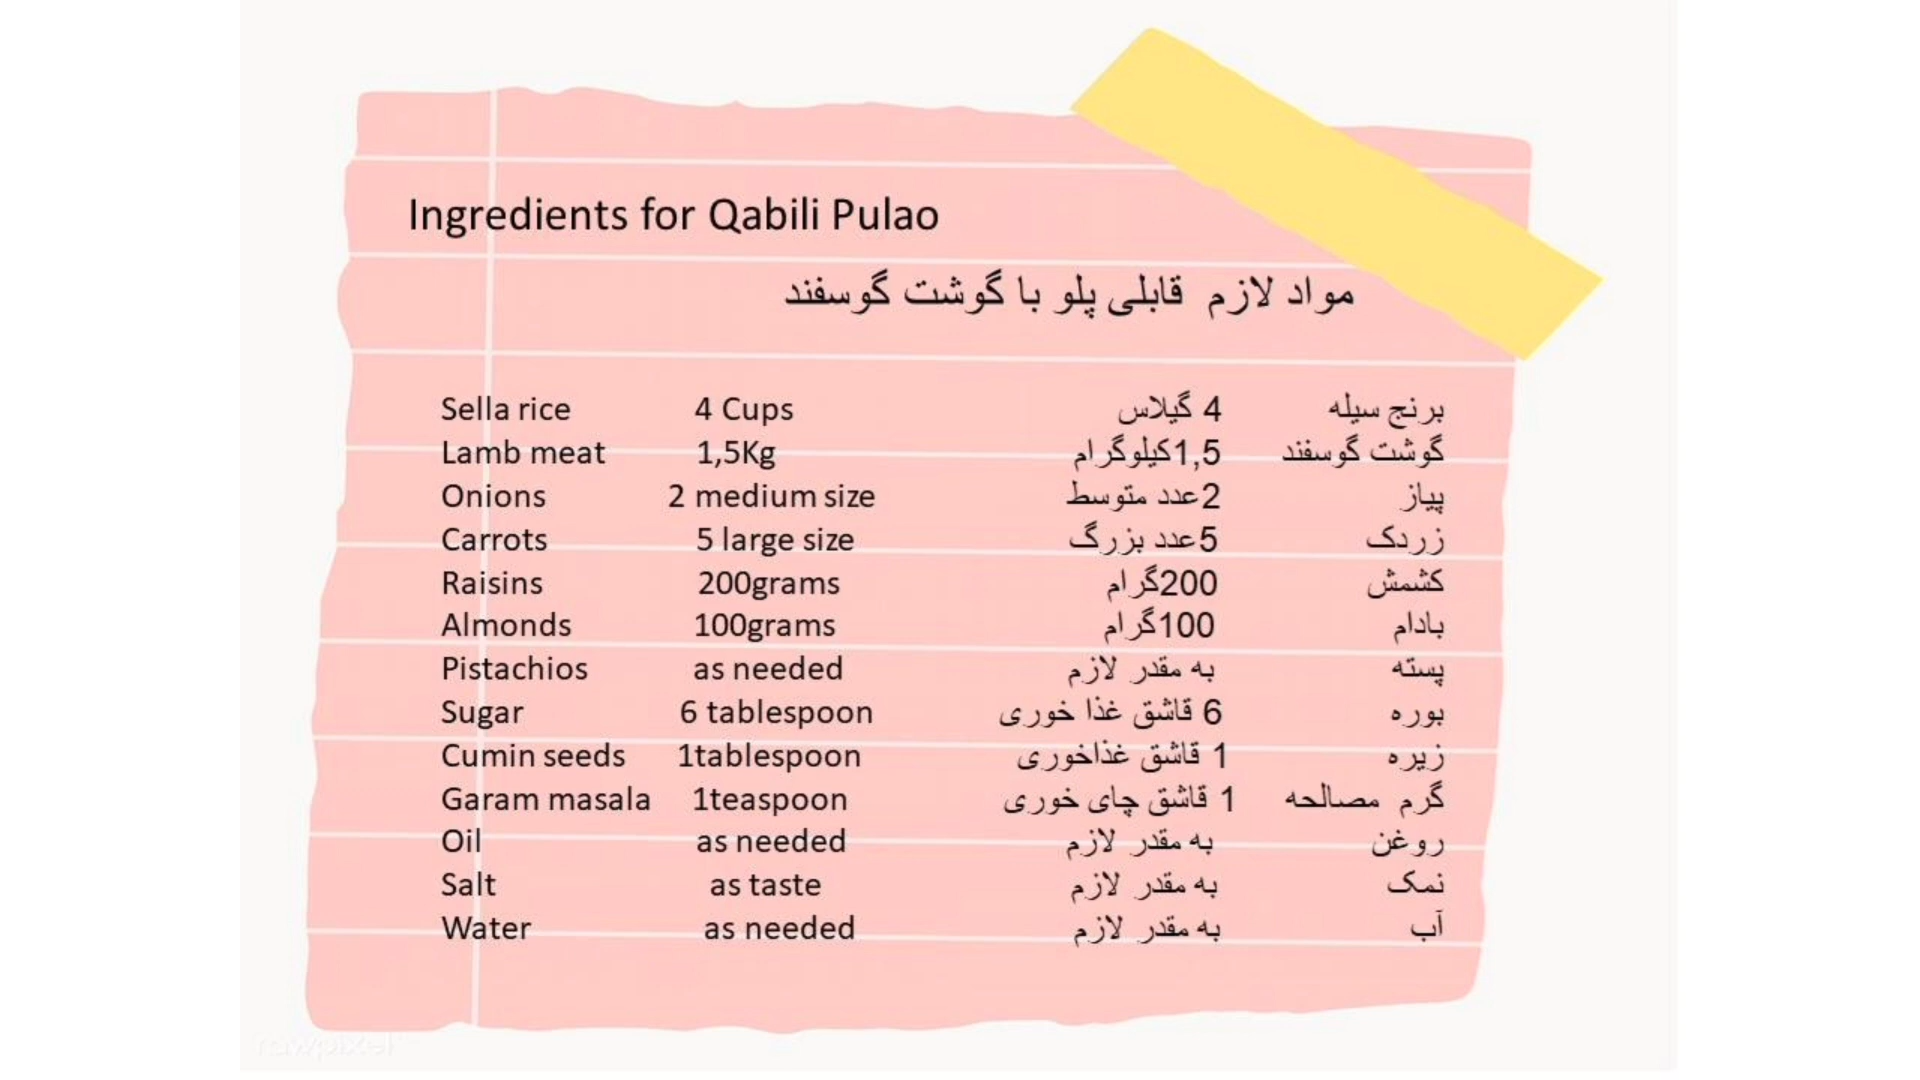 Ingredients for Qabili Pulao
مواد لازم قابلی پلو با گوشت گوسفند
Sella rice 4 Cups 4 گیلاس برنج سیله
Lamb meat 1,5Kg 1,5کیلوگرام گوشت گوسفند
Onions 2 medium size 2عدد متوسط پیاز
Carrots 5 large size 5عدد بزرگ زردک
Raisins 200grams 200گرام کشمش
Almonds 100grams 100گرام بادام
Pistachios as needed به مقدر لازم پسته
Sugar 6 tablespoon 6 قاشق غذا خوری بوره
Cumin seeds 1tablespoon 1 قاشق غذاخوری زیره
Garam masala 1teaspoon 1 قاشق چای خوری گرم مصالحه
Oil as needed به مقدر لازم روغن
Salt as taste به مقدر لازم نمک
Water as needed به مقدر لازم آب
rawpixel